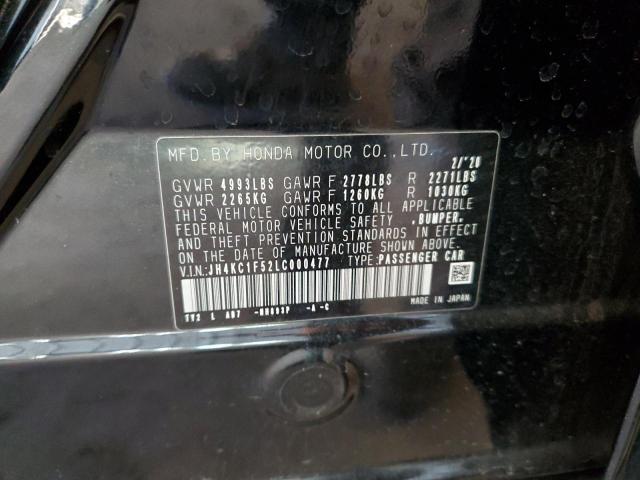 MFD.BY HONDA MOTOR CO.,LTD. 2/'20
GVWR 4993LBS GAWR F 2778LBS R 2271LBS
GVWR 2265KG GAWR F 1260KG R 1030KG
THIS VEHICLE CONFORMS TO ALL APPLICABLE
FEDERAL MOTOR VEHICLE SAFETY ,BUMPER,
AND THEFT PREVENTION STANDARDS IN EFFECT
ON THE DATE OF MANUFACTURE SHOWN ABOVE.
V.I.N:JH4KC1F52LC000477 TYPE:PASSENGER CAR
L A07 -A-C
MADE IN JAPAN